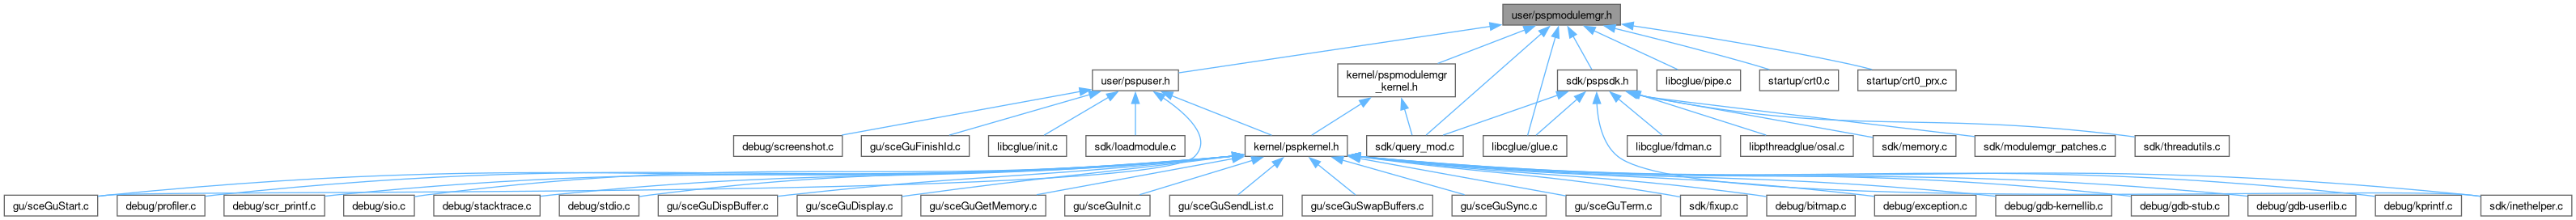 user/pspmodulemgr.h
user/pspuser.h
kernel/pspmodulemgr
_kernel.h
sdk/pspsdk.h
libcglue/pipe.c
startup/crt0.c
startup/crt0_prx.c
debug/screenshot.c
gu/sceGuFinishId.c
libcglue/init.c
sdk/loadmodule.c
kernel/pspkernel.h
sdk/query_mod.c
libcglue/glue.c
libcglue/fdman.c
libpthreadglue/osal.c
sdk/memory.c
sdk/modulemgr_patches.c
sdk/threadutils.c
gu/sceGuStart.c
debug/profiler.c
debug/scr_printf.c
debug/sio.c
debug/stacktrace.c
debug/stdio.c
gu/sceGuDispBuffer.c
gu/sceGuDisplay.c
gu/sceGuGetMemory.c
gu/sceGuInit.c
gu/sceGuSendList.c
gu/sceGuSwapBuffers.c
gu/sceGuSync.c
gu/sceGuTerm.c
sdk/fixup.c
debug/bitmap.c
debug/exception.c
debug/gdb-kernellib.c
debug/gdb-stub.c
debug/gdb-userlib.c
debug/kprintf.c
sdk/inethelper.c